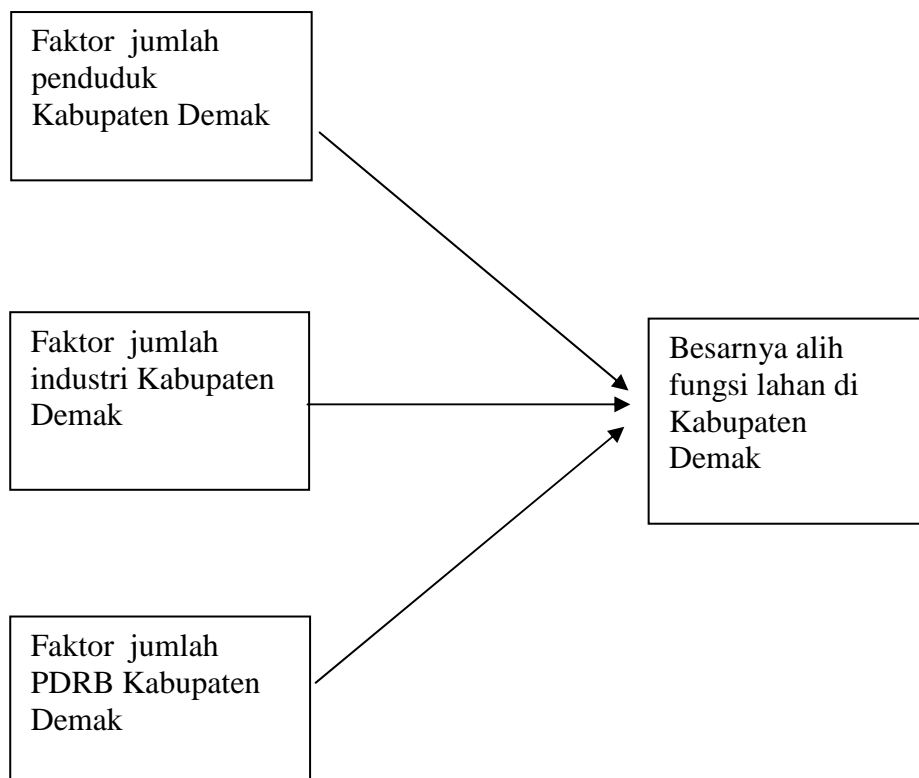 Faktor jumlah
penduduk
Kabupaten Demak
Faktor jumlah
industri Kabupaten
Demak
Besarnya alih
fungsi lahan di
Kabupaten
Demak
Faktor jumlah
PDRB Kabupaten
Demak